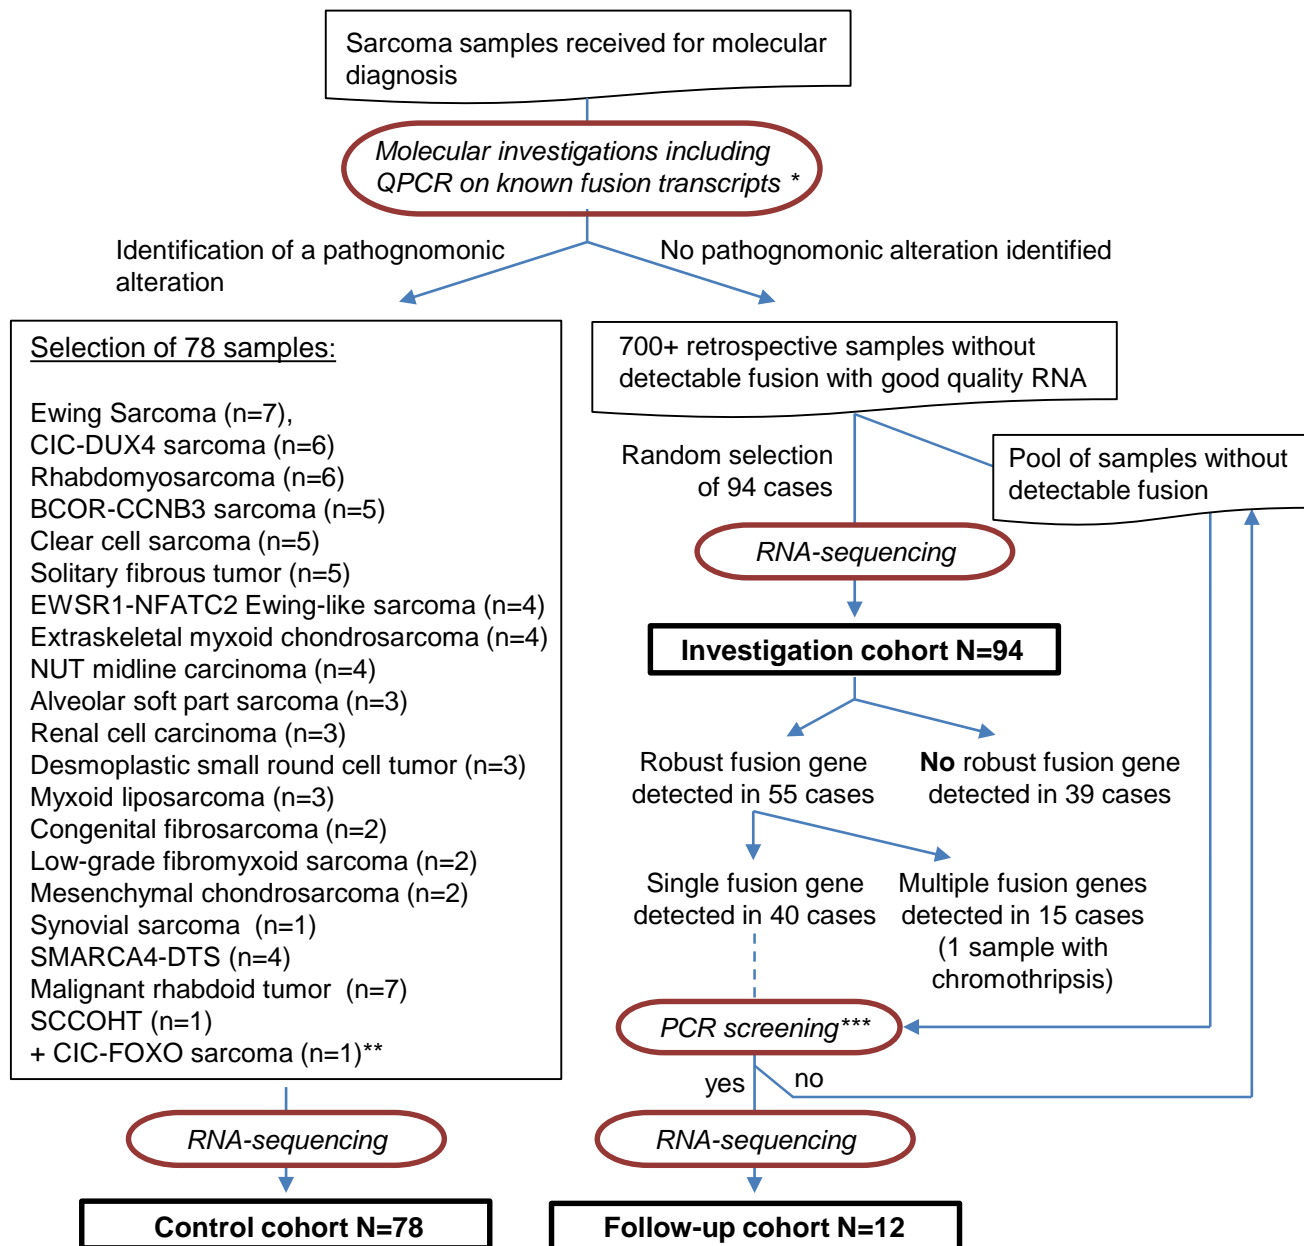 Sarcoma samples received for molecular
diagnosis
Molecular investigations including
QPCR on known fusion transcripts *
Identification of a pathognomonic
alteration
No pathognomonic alteration identified
Selection of 78 samples:
Ewing Sarcoma (n=7),
CIC-DUX4 sarcoma (n=6)
Rhabdomyosarcoma (n=6)
BCOR-CCNB3 sarcoma (n=5)
Clear cell sarcoma (n=5)
Solitary fibrous tumor (n=5)
EWSR1-NFATC2 Ewing-like sarcoma (n=4)
Extraskeletal myxoid chondrosarcoma (n=4)
NUT midline carcinoma (n=4)
Alveolar soft part sarcoma (n=3)
Renal cell carcinoma (n=3)
Desmoplastic small round cell tumor (n=3)
Myxoid liposarcoma (n=3)
Congenital fibrosarcoma (n=2)
Low-grade fibromyxoid sarcoma (n=2)
Mesenchymal chondrosarcoma (n=2)
Synovial sarcoma (n=1)
SMARCA4-DTS (n=4)
Malignant rhabdoid tumor (n=7)
SCCOHT (n=1)
+ CIC-FOXO sarcoma (n=1)**
RNA-sequencing
Control cohort N=78
700+ retrospective samples without
detectable fusion with good quality RNA
Random selection
of 94 cases
Pool of samples without
detectable fusion
RNA-sequencing
Investigation cohort N=94
Robust fusion gene
detected in 55 cases
No robust fusion gene
detected in 39 cases
Single fusion gene
detected in 40 cases
Multiple fusion genes
detected in 15 cases
(1 sample with
chromothripsis)
PCR screening***
yes
no
RNA-sequencing
Follow-up cohort N=12